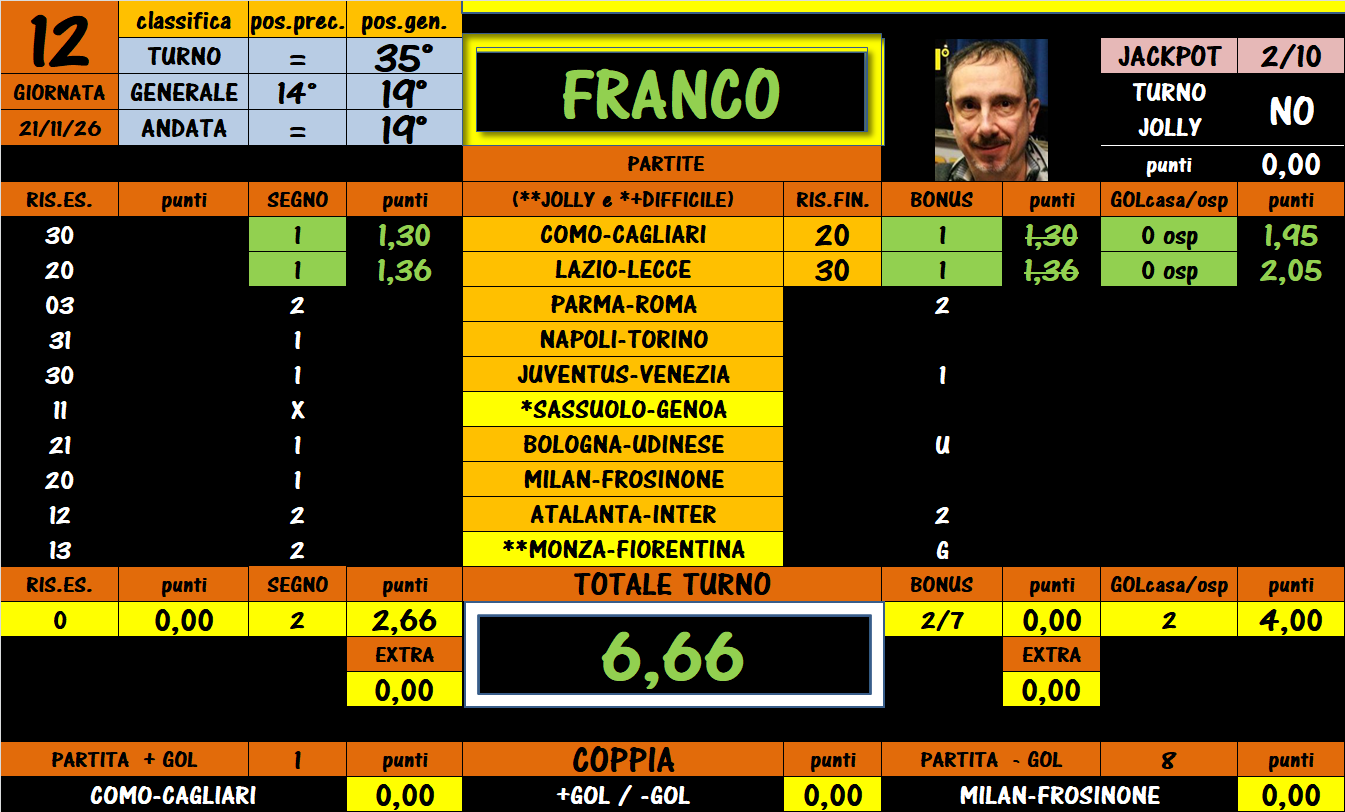 12 classifica pos.prec. pos.gen.
TURNO = 35° FRANCO JACKPOT 2/10
GIORNATA GENERALE 14° 19° TURNO JOLLY NO
21/11/26 ANDATA = 19°
PARTITE punti 0,00
RIS.ES. punti SEGNO punti (**JOLLY e *+DIFFICILE) RIS.FIN. BONUS punti GOLcasa/osp punti
30 1 1,30 COMO-CAGLIARI 20 1 1,30 0 osp 1,95
20 1 1,36 LAZIO-LECCE 30 1 1,36 0 osp 2,05
03 2 PARMA-ROMA 2
31 1 NAPOLI-TORINO
30 1 JUVENTUS-VENEZIA 1
11 X *SASSUOLO-GENOA
21 1 BOLOGNA-UDINESE U
20 1 MILAN-FROSINONE
12 2 ATALANTA-INTER 2
13 2 **MONZA-FIORENTINA G
RIS.ES. punti SEGNO punti TOTALE TURNO BONUS punti GOLcasa/osp punti
0 0,00 2 2,66 6,66 2/7 0,00 2 4,00
EXTRA EXTRA
0,00 0,00
PARTITA + GOL 1 punti COPPIA punti PARTITA - GOL 8 punti
COMO-CAGLIARI 0,00 +GOL / -GOL 0,00 MILAN-FROSINONE 0,00